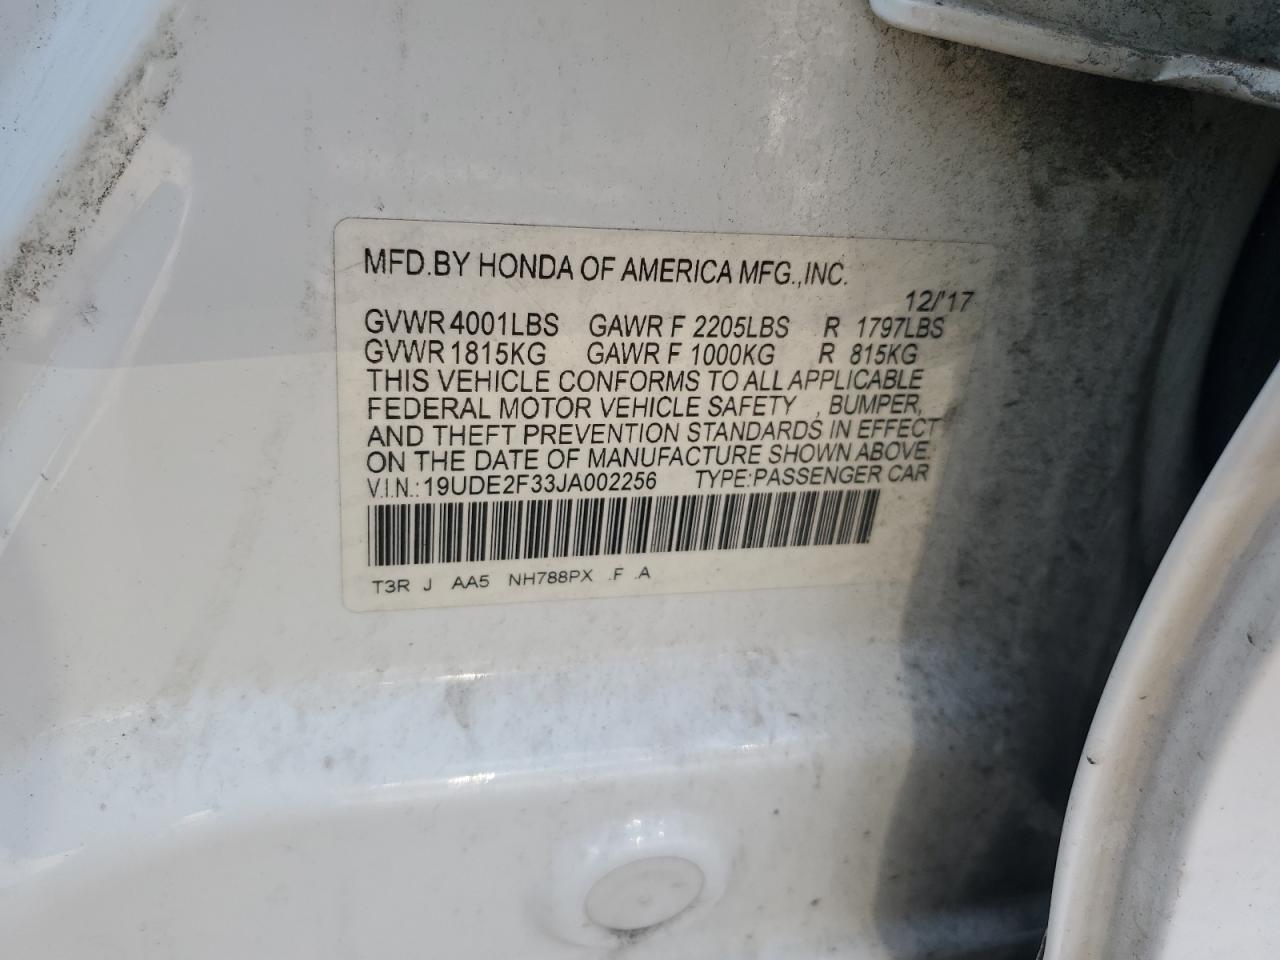 MFD.BY HONDA OF AMERICA MFG.,INC.
12/'17
GVWR 4001LBS GAWR F 2205LBS R 1797LBS
GVWR 1815KG GAWR F 1000KG R 815KG
THIS VEHICLE CONFORMS TO ALL APPLICABLE
FEDERAL MOTOR VEHICLE SAFETY , BUMPER,
AND THEFT PREVENTION STANDARDS IN EFFECT
ON THE DATE OF MANUFACTURE SHOWN ABOVE.
V.I.N.: 19UDE2F33JA002256 TYPE:PASSENGER CAR
T3R J AA5 NH788PX .F .A